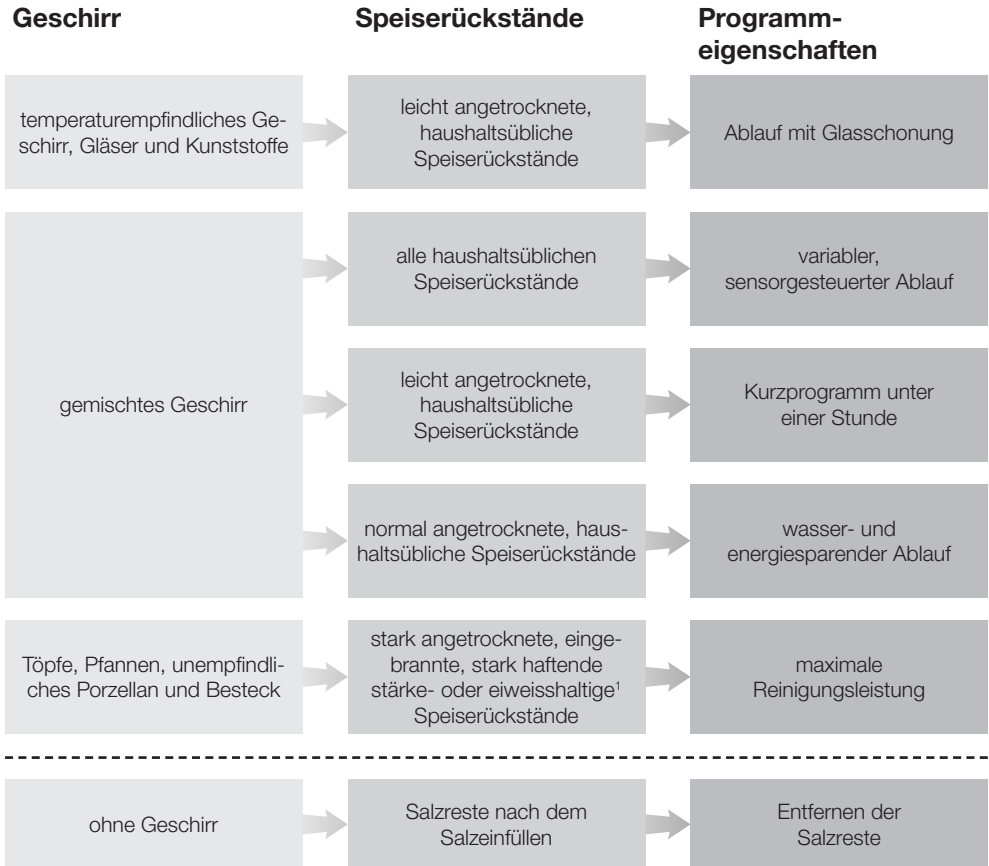 Geschirr
Speiserückstände
Programm-
eigenschaften
temperaturempfindliches Ge-
schirr, Gläser und Kunststoffe
leicht angetrocknete,
haushaltsübliche
Speiserückstände
Ablauf mit Glasschonung
gemischtes Geschirr
alle haushaltsüblichen
Speiserückstände
variabler,
sensorgesteuerter Ablauf
leicht angetrocknete,
haushaltsübliche
Speiserückstände
Kurzprogramm unter
einer Stunde
normal angetrocknete, haus-
haltsübliche Speiserückstände
wasser- und
energiesparender Ablauf
Töpfe, Pfannen, unempfindli-
ches Porzellan und Besteck
stark angetrocknete, einge-
brannte, stark haftende
stärke- oder eiweisshaltige¹
Speiserückstände
maximale
Reinigungsleistung
ohne Geschirr
Salzreste nach dem
Salzeinfüllen
Entfernen der
Salzreste